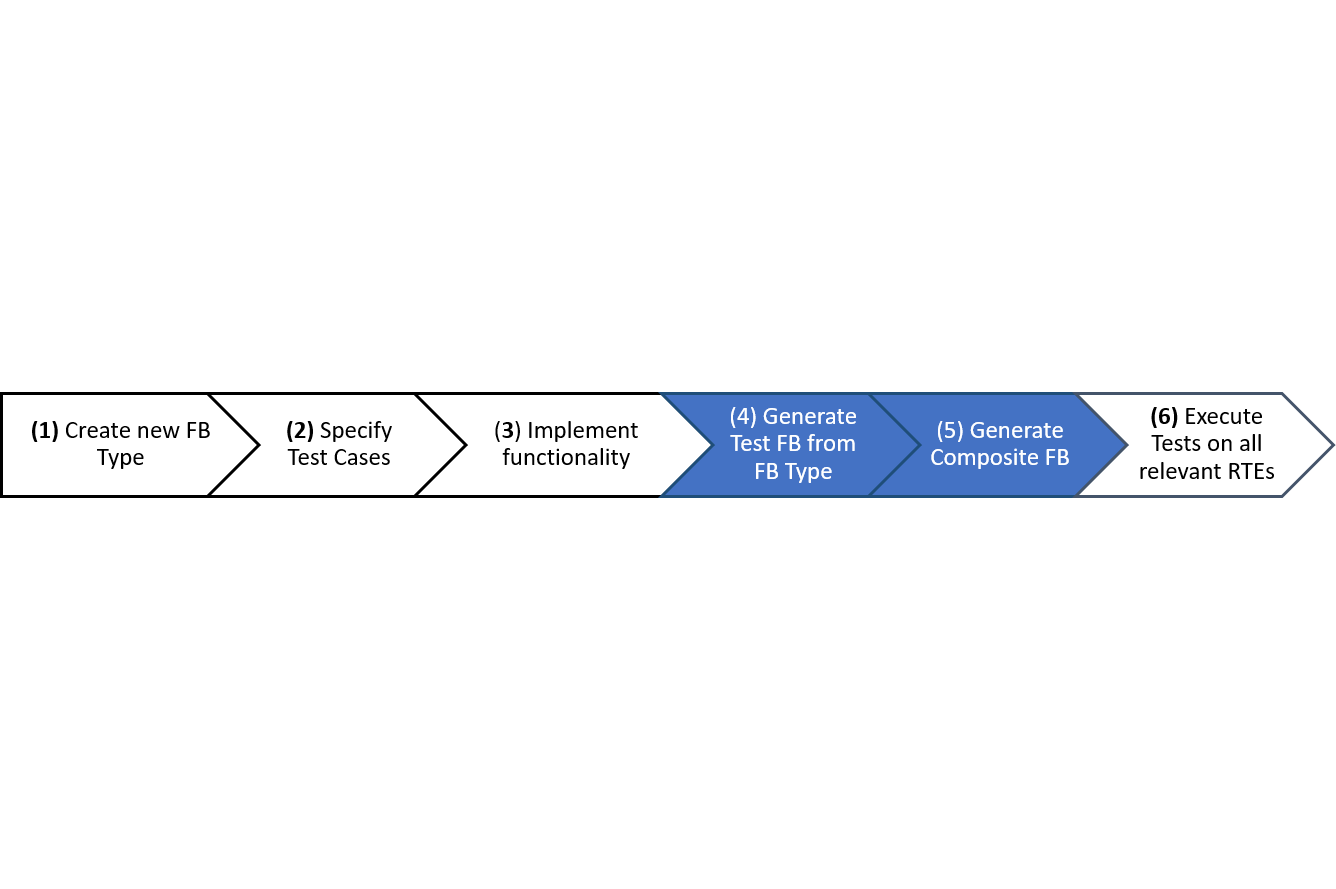 (1) Create new FB
Type
(2) Specify
Test Cases
(3) Implement
functionality
(4) Generate
Test FB from
FB Type
(5) Generate
Composite FB
(6) Execute
Tests on all
relevant RTEs